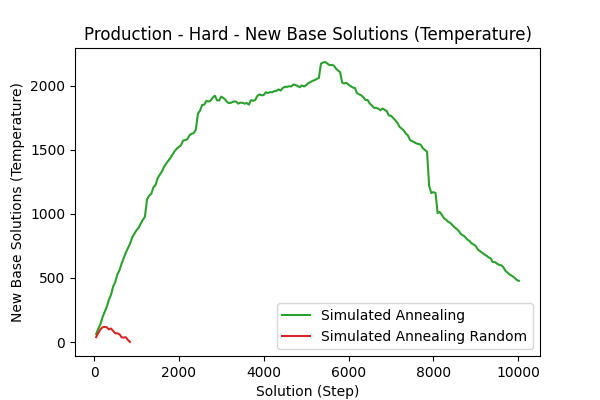 Production - Hard - New Base Solutions (Temperature)
New Base Solutions (Temperature)
2000
1500
1000
500
0
0
2000
4000
6000
8000
10000
Solution (Step)
Simulated Annealing
Simulated Annealing Random